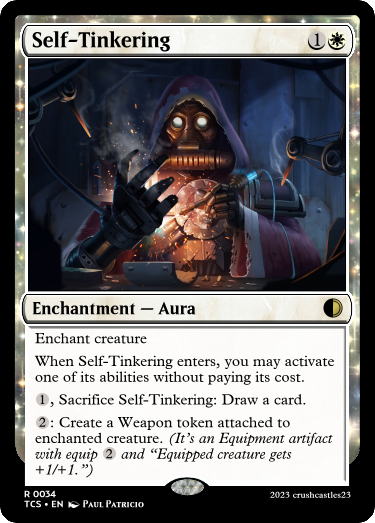 Self-Tinkering 1
Enchantment — Aura
Enchant creature
When Self-Tinkering enters, you may activate
one of its abilities without paying its cost.
1, Sacrifice Self-Tinkering: Draw a card.
2: Create a Weapon token attached to
enchanted creature. (It's an Equipment artifact
with equip 2 and "Equipped creature gets
+1/+1.")
R 0034
TCS • EN Paul Patricio
2023 crushcastles23